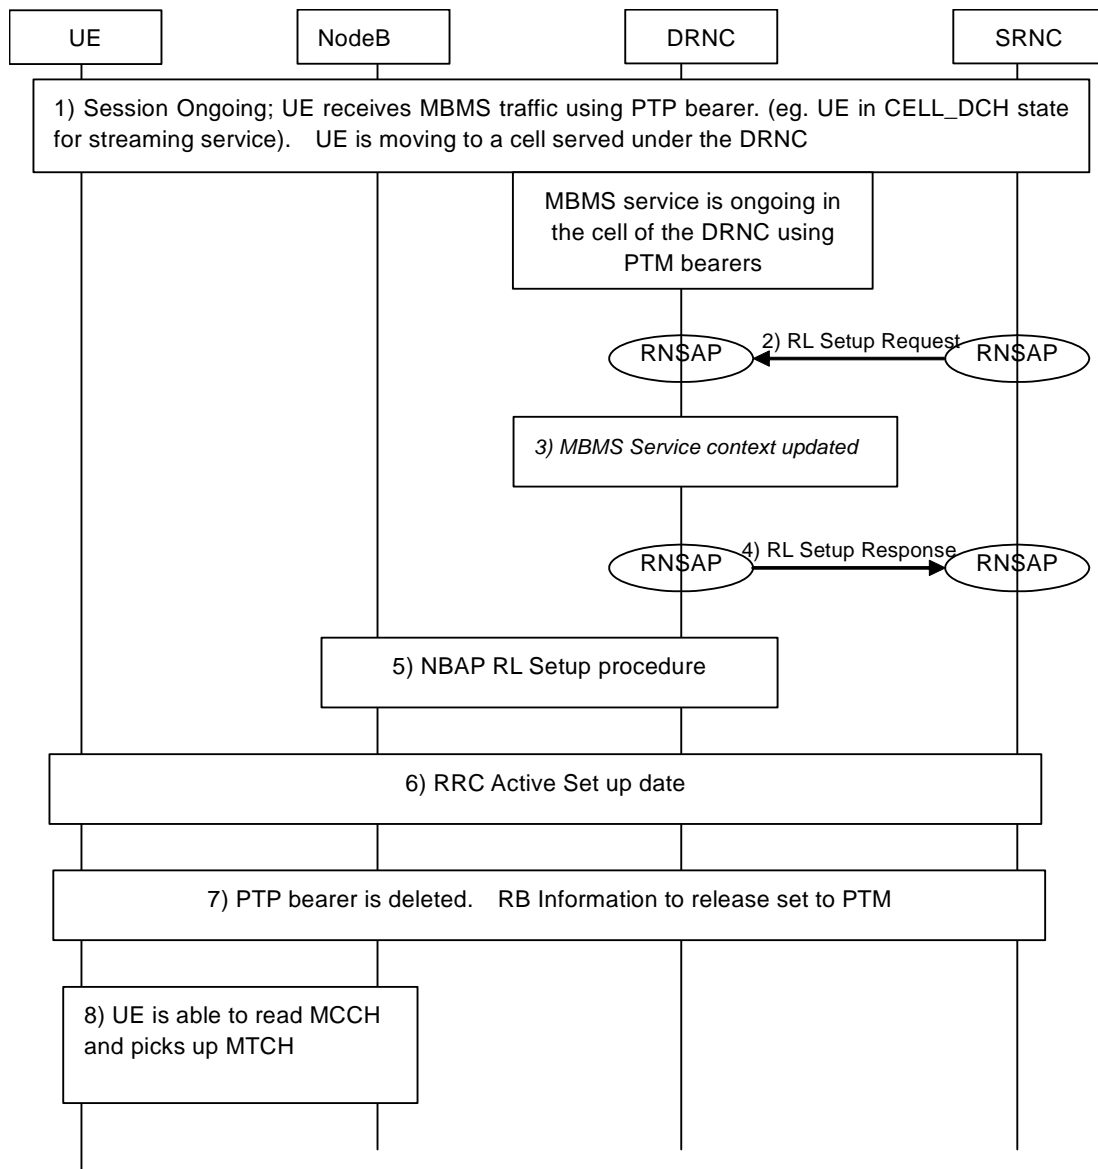 UE
NodeB
DRNC
SRNC
1) Session Ongoing; UE receives MBMS traffic using PTP bearer. (eg. UE in CELL_DCH state
for streaming service). UE is moving to a cell served under the DRNC
MBMS service is ongoing in
the cell of the DRNC using
PTM bearers
2) RL Setup Request
RNSAP
RNSAP
3) MBMS Service context updated
4) RL Setup Response
RNSAP
RNSAP
5) NBAP RL Setup procedure
6) RRC Active Set up date
7) PTP bearer is deleted. RB Information to release set to PTM
8) UE is able to read MCCH
and picks up MTCH